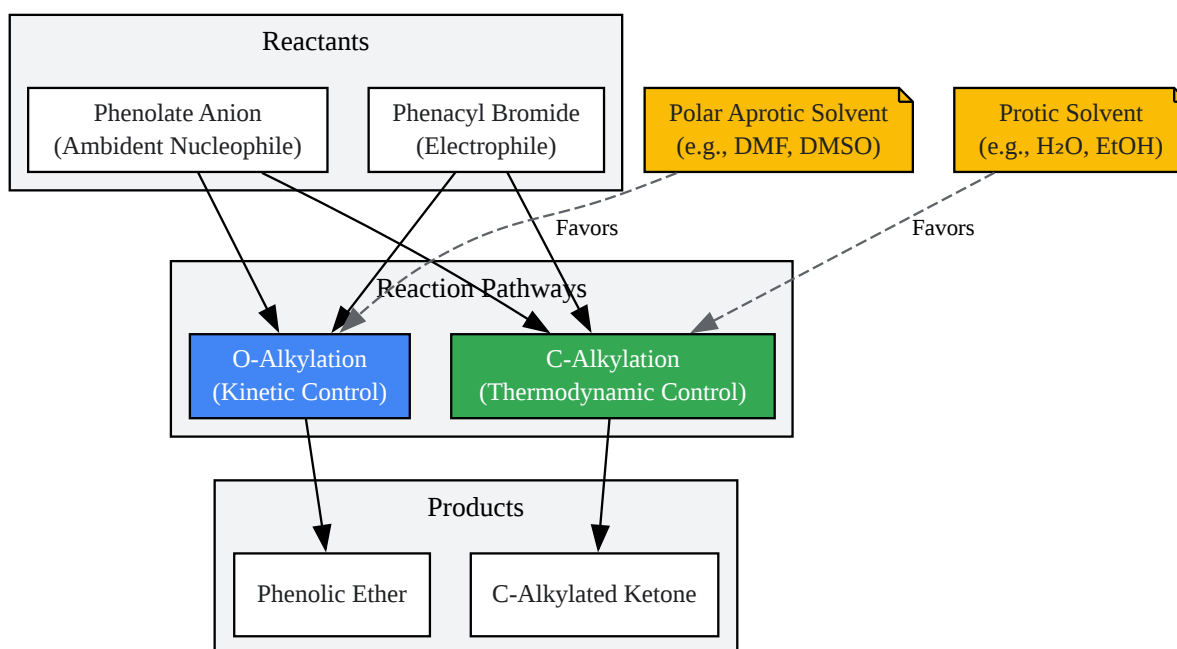 Reactants
Phenolate Anion
(Ambident Nucleophile)
Phenacyl Bromide
(Electrophile)
Polar Aprotic Solvent
(e.g., DMF, DMSO)
Protic Solvent
(e.g., H₂O, EtOH)
Favors
Favors
Reaction Pathways
O-Alkylation
(Kinetic Control)
C-Alkylation
(Thermodynamic Control)
Products
Phenolic Ether
C-Alkylated Ketone